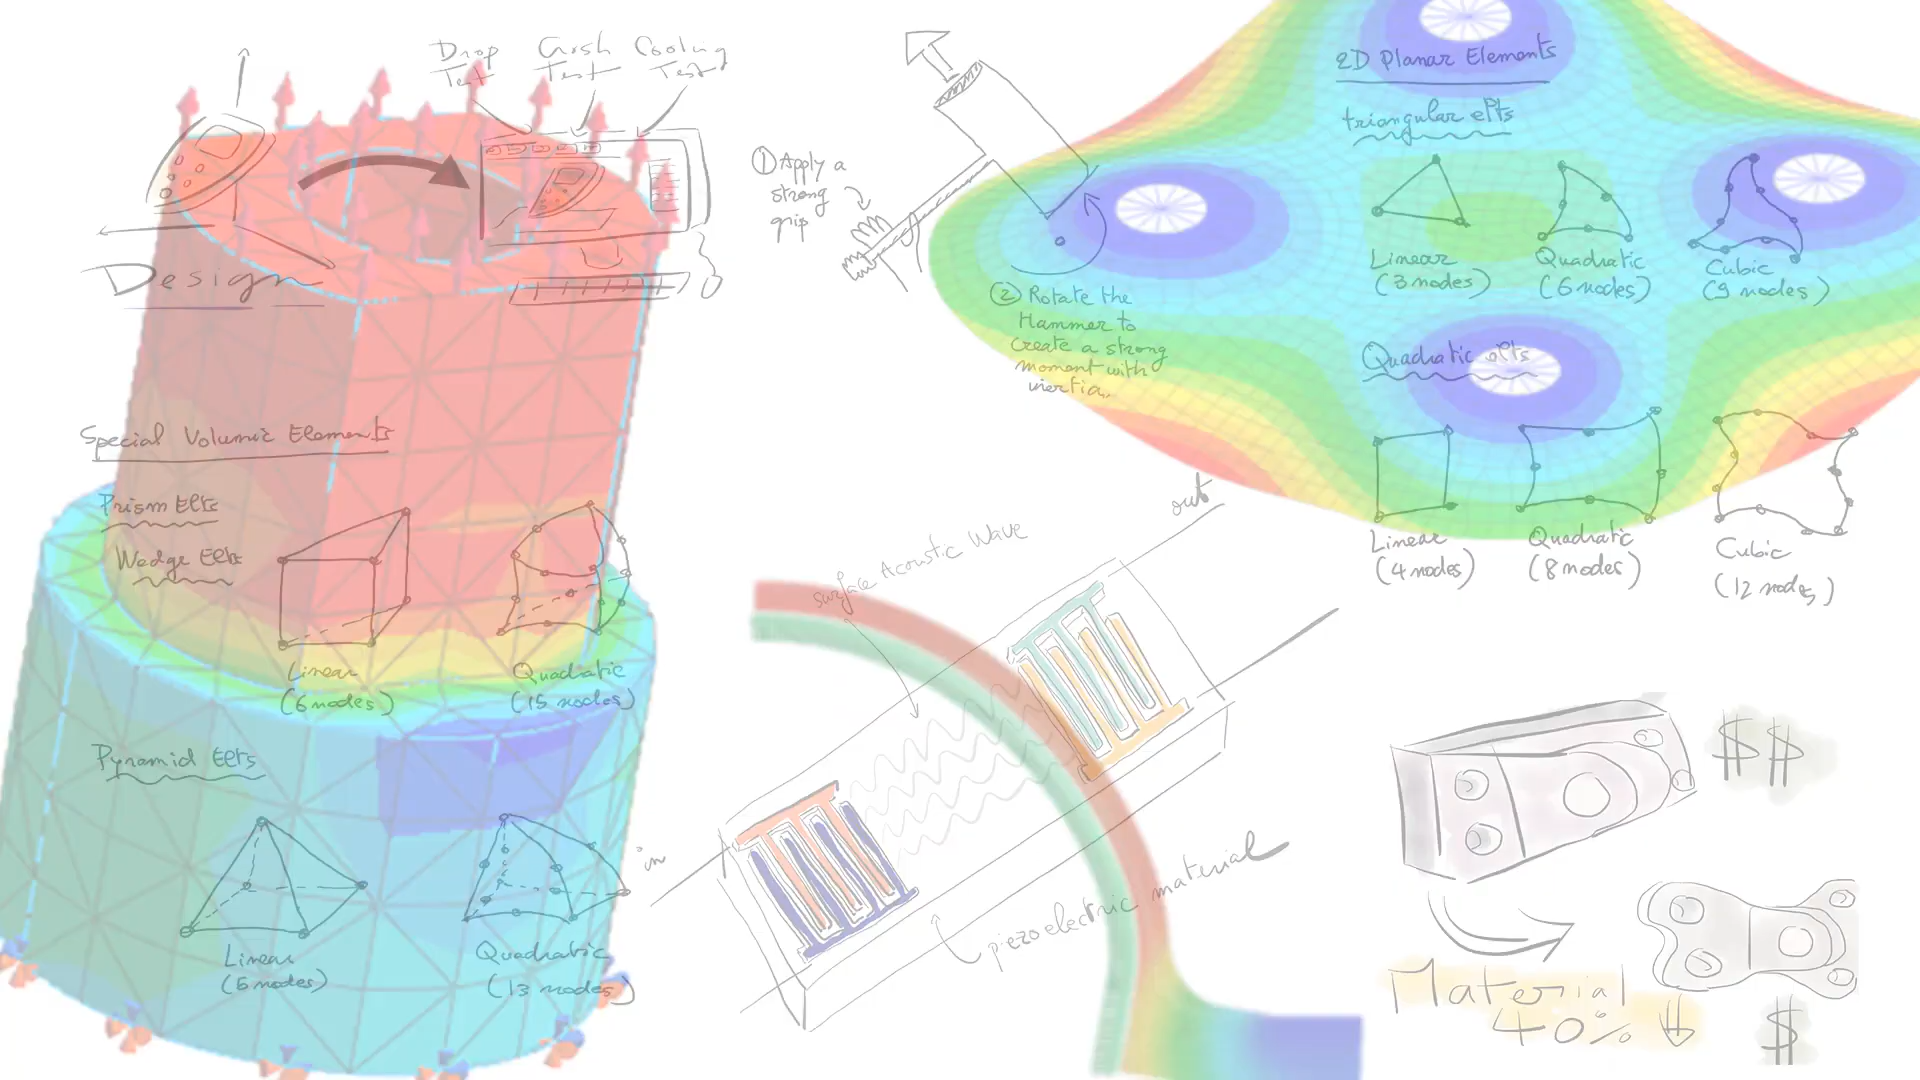 Drop Test
Crash Test
Cooling Test
Design
① Apply a
strong
grip
② Rotate the
Hammer to
create a strong
moment with
inertia.
2D Planar Elements
triangular elts
Linear
(3 nodes)
Quadratic
(6 nodes)
Cubic
(9 nodes)
Quadratic elts
Linear
(4 nodes)
Quadratic
(8 nodes)
Cubic
(12 nodes)
Special Volumic Elements
Prism Elts
Wedge Elts
Linear
(6 nodes)
Quadratic
(15 nodes)
Pyramid Elts
Linear
(5 nodes)
Quadratic
(13 nodes)
surface Acoustic Wave
out
in
piezoelectric material
$$
Material
40% ↓
$